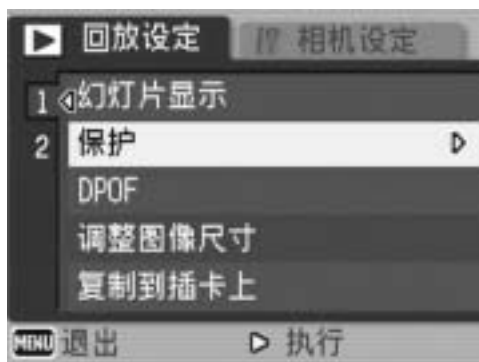 回放设定 相机设定
1 幻灯片显示
2 保护
DPOF
调整图像尺寸
复制到插卡上
MENU 退出 执行